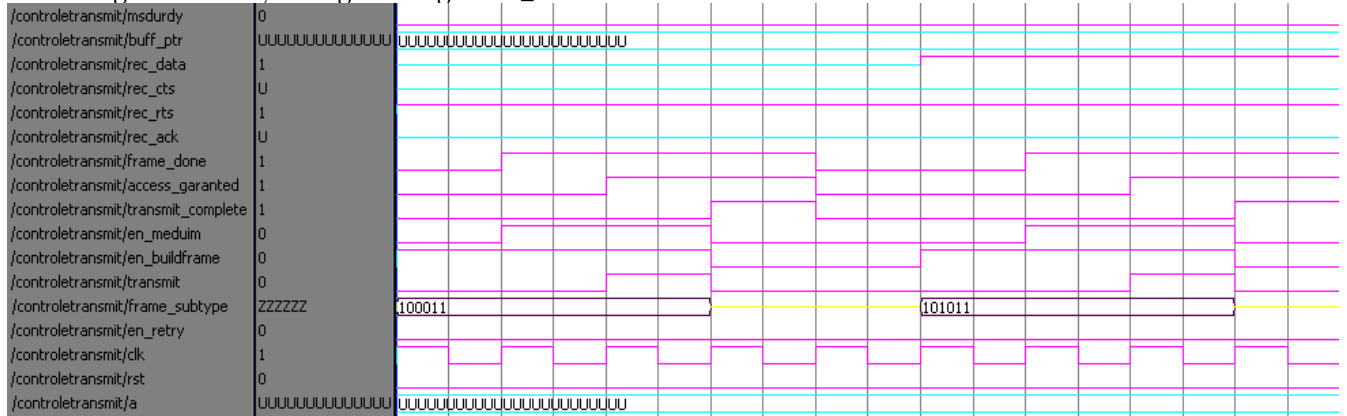 /controletransmit/msdurdy 0
/controletransmit/buff_ptr UUUUUUUUUUUUUUU UUUUUUUUUUUUUUUUUUUUUUUU
/controletransmit/rec_data 1
/controletransmit/rec_cts U
/controletransmit/rec_rts 1
/controletransmit/rec_ack U
/controletransmit/frame_done 1
/controletransmit/access_garanted 1
/controletransmit/transmit_complete 1
/controletransmit/en_meduim 0
/controletransmit/en_buildframe 0
/controletransmit/transmit 0
/controletransmit/frame_subtype ZZZZZZ 100011 101011
/controletransmit/en_retry 0
/controletransmit/clk 1
/controletransmit/rst 0
/controletransmit/a UUUUUUUUUUUUUUU UUUUUUUUUUUUUUUUUUUUUUUU